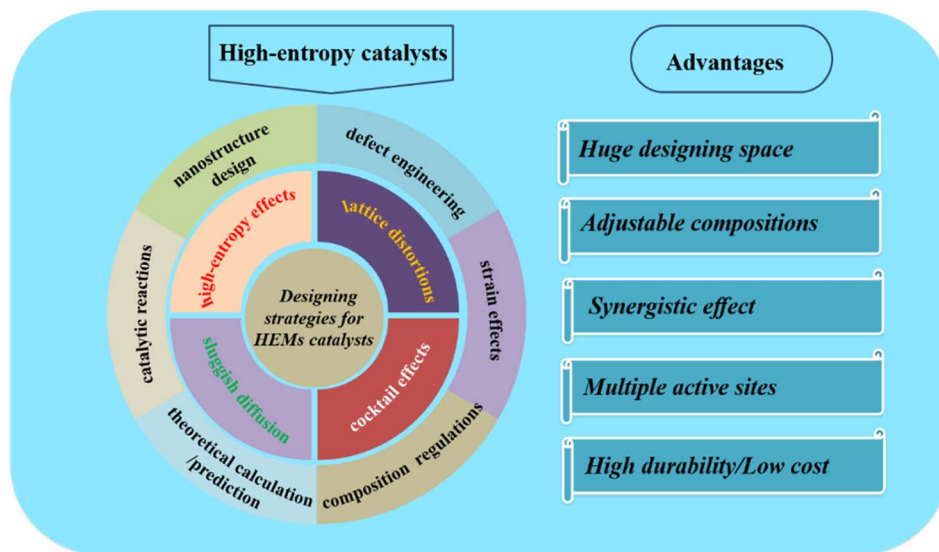 High-entropy catalysts
Advantages
nanostructure
design
defect engineering
strain effects
composition regulations
theoretical calculation
/prediction
catalytic reactions
high-entropy effects
lattice distortions
cocktail effects
sluggish diffusion
Designing
strategies for
HEMs catalysts
Huge designing space
Adjustable compositions
Synergistic effect
Multiple active sites
High durability/Low cost